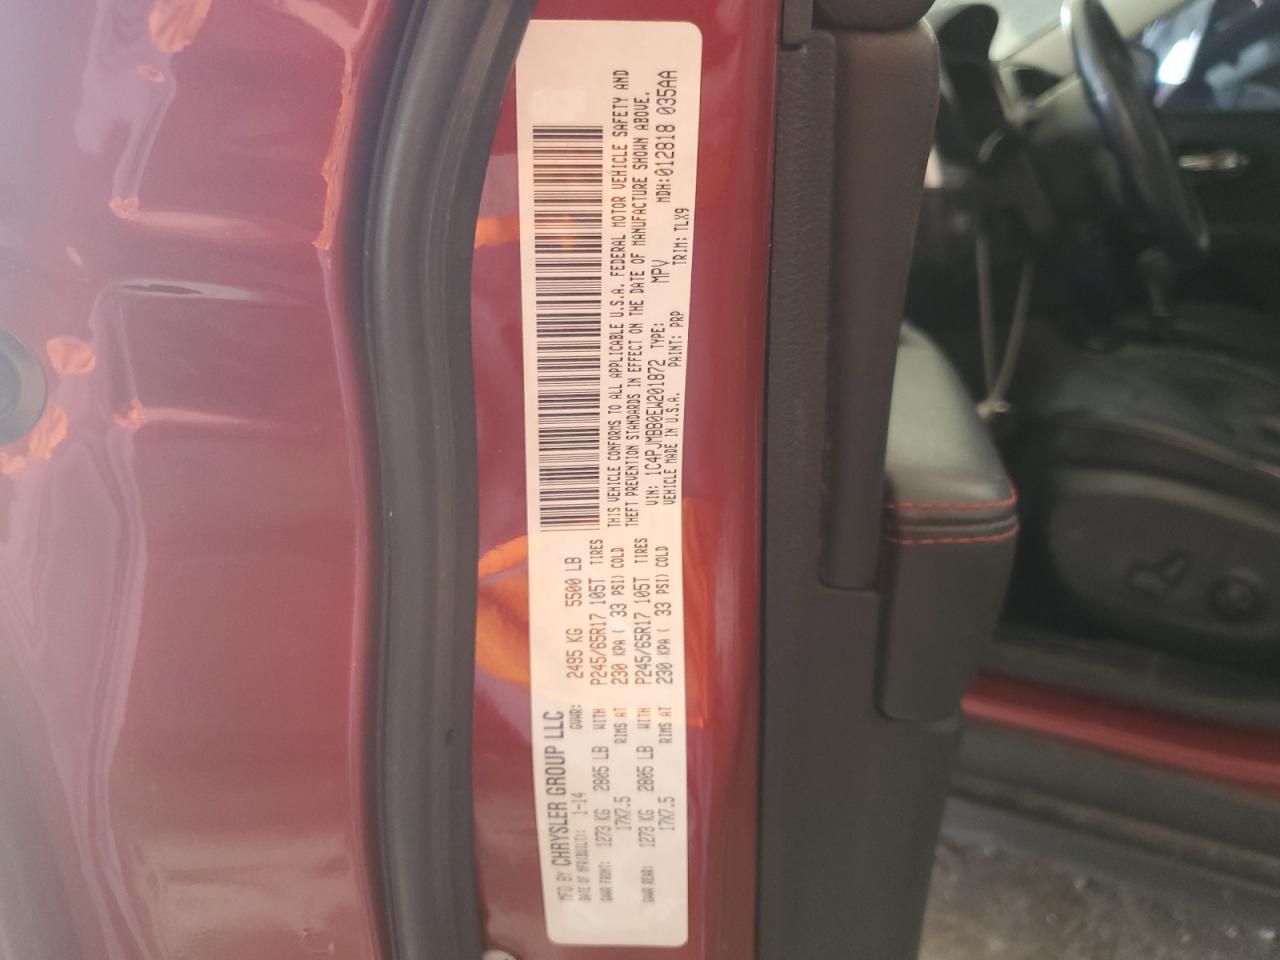 MFD BY CHRYSLER GROUP LLC
DATE OF MFR(BUILT): 1-14 GVWR: 2495 KG 5500 LB
GAWR FRONT: 1273 KG 2805 LB WITH P245/65R17 105T TIRES
17X7.5 RIMS AT 230 KPA ( 33 PSI) COLD
GAWR REAR: 1273 KG 2805 LB WITH P245/65R17 105T TIRES
17X7.5 RIMS AT 230 KPA ( 33 PSI) COLD
THIS VEHICLE CONFORMS TO ALL APPLICABLE U.S.A. FEDERAL MOTOR VEHICLE SAFETY AND
THEFT PREVENTION STANDARDS IN EFFECT ON THE DATE OF MANUFACTURE SHOWN ABOVE.
VIN: 1C4PJMBB0EW201872 TYPE: MPV MDH:012818 035AA
VEHICLE MADE IN U.S.A. PAINT: PRP TRIM: TLX9